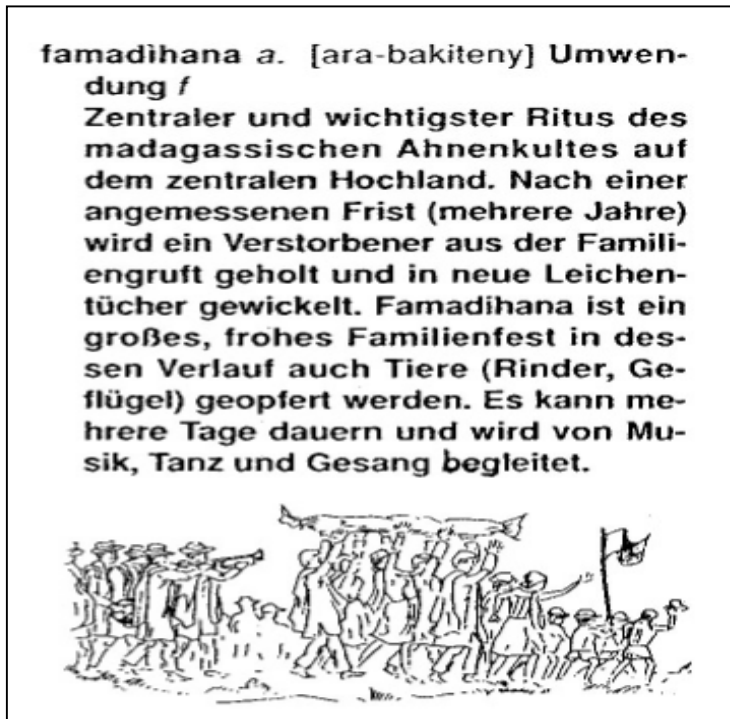 famadìhana a. [ara-bakiteny] Umwen-
dung f
Zentraler und wichtigster Ritus des
madagassischen Ahnenkultes auf
dem zentralen Hochland. Nach einer
angemessenen Frist (mehrere Jahre)
wird ein Verstorbener aus der Famili-
engruft geholt und in neue Leichen-
tücher gewickelt. Famadihana ist ein
großes, frohes Familienfest in des-
sen Verlauf auch Tiere (Rinder, Ge-
flügel) geopfert werden. Es kann me-
hrere Tage dauern und wird von Mu-
sik, Tanz und Gesang begleitet.